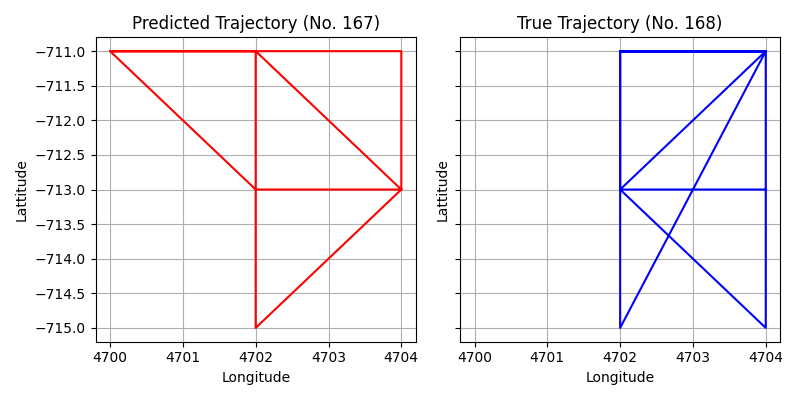 Predicted Trajectory (No. 167)
True Trajectory (No. 168)
−711.0
−711.5
−712.0
−712.5
−713.0
−713.5
−714.0
−714.5
−715.0
Lattitude
Lattitude
4700 4701 4702 4703 4704
4700 4701 4702 4703 4704
Longitude
Longitude